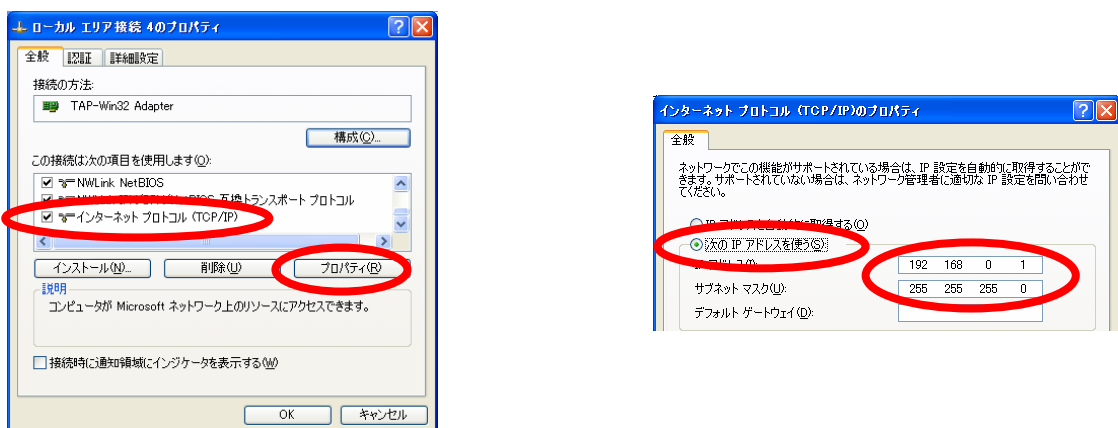 ローカル エリア接続 4のプロパティ
全般
認証
詳細設定
接続の方法:
TAP-Win32 Adapter
構成(C)...
この接続は次の項目を使用します(O):
NWLink NetBIOS
互換トランスポート プロトコル
インターネット プロトコル (TCP/IP)
インストール(N)...
削除(U)
プロパティ(R)
説明
コンピュータが Microsoft ネットワーク上のリソースにアクセスできます。
接続時に通知領域にインジケータを表示する(W)
OK
キャンセル
インターネット プロトコル (TCP/IP)のプロパティ
全般
ネットワークでこの機能がサポートされている場合は、IP 設定を自動的に取得することがで
きます。サポートされていない場合は、ネットワーク管理者に適切な IP 設定を問い合わせ
てください。
IP アドレスを自動的に取得する(O)
次の IP アドレスを使う(S):
IP アドレス(I):
192 168 0 1
サブネット マスク(U):
255 255 255 0
デフォルト ゲートウェイ(D):